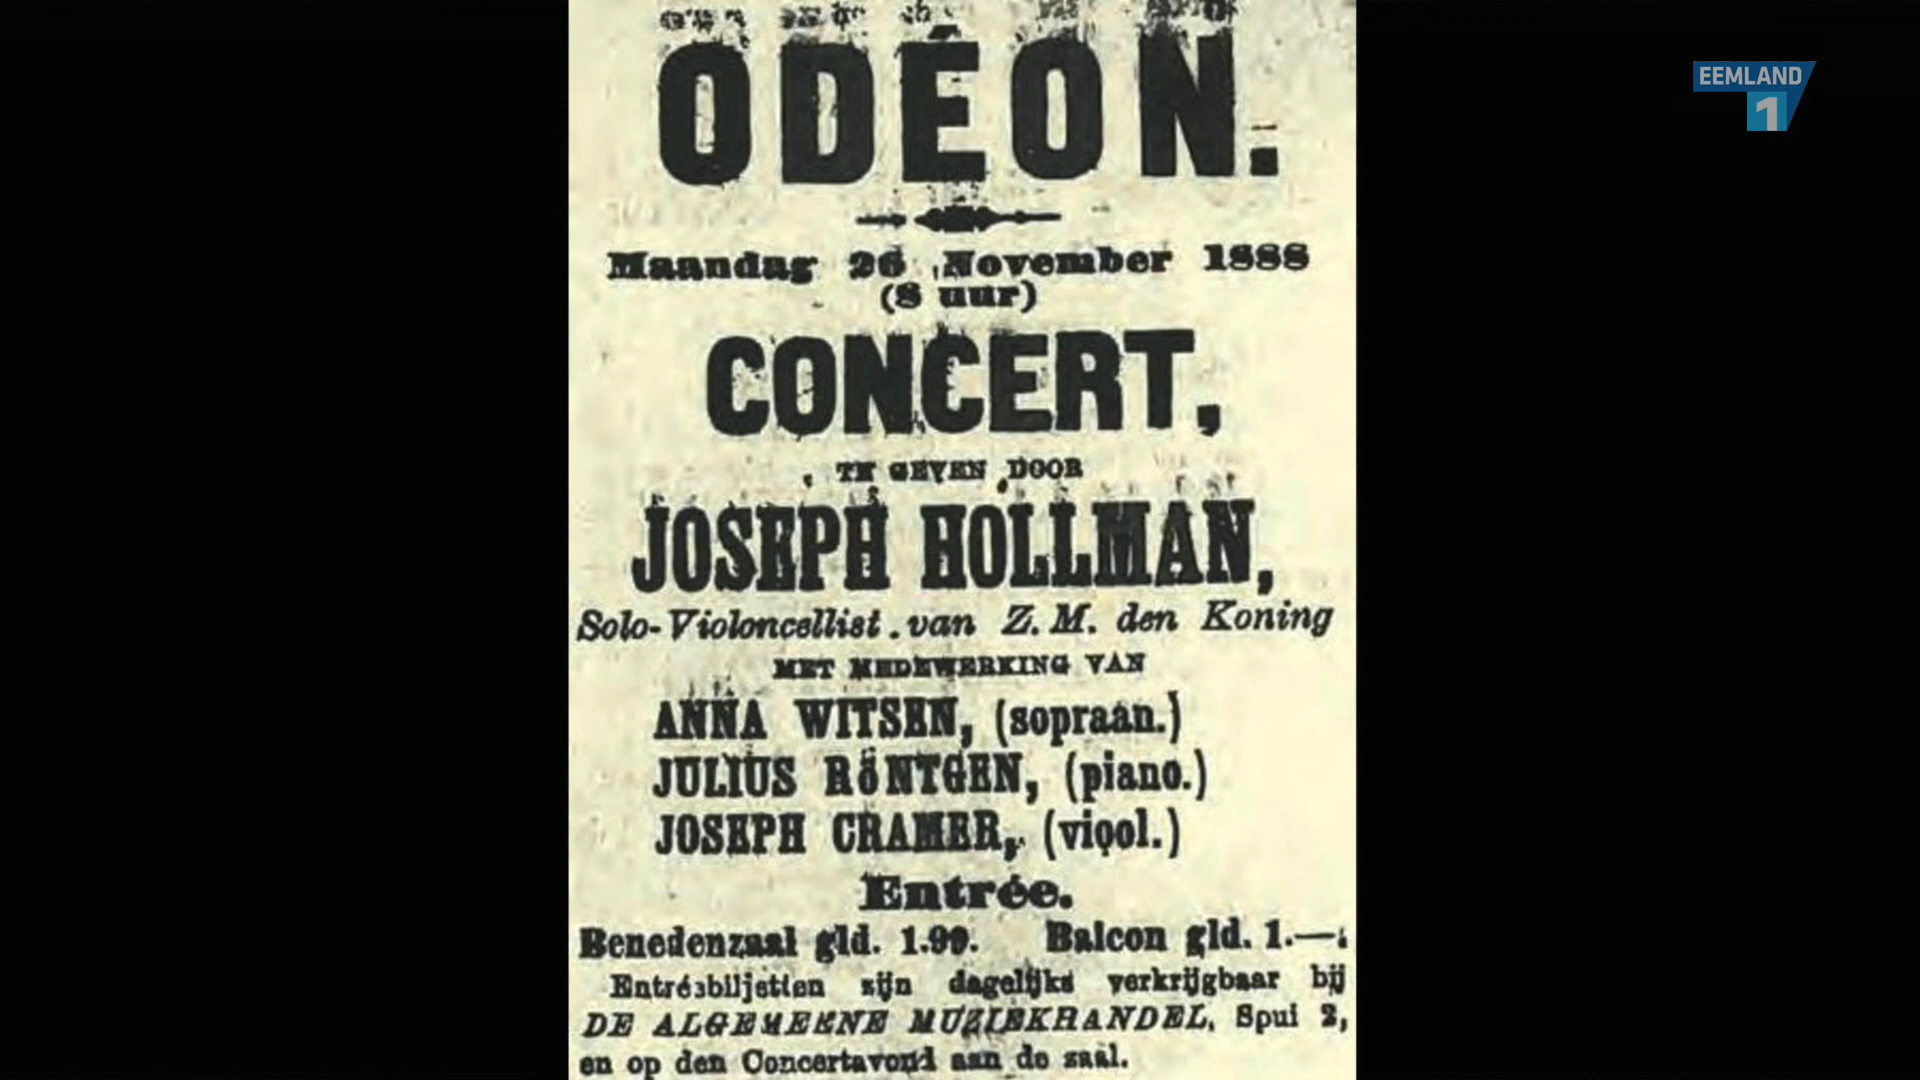 ODÉON.
Maandag 26 November 1888
(8 uur)
CONCERT,
TE GEVEN DOOR
JOSEPH HOLLMAN,
Solo-Violoncellist van Z. M. den Koning
MET MEDEWERKING VAN
ANNA WITSEN, (sopraan.)
JULIUS RÖNTGEN, (piano.)
JOSEPH CRAMER, (viool.)
Entrée.
Benedenzaal gld. 1.99. Balcon gld. 1.—.
Entréebiljetten zijn dagelijks verkrijgbaar bij
DE ALGEMEENE MUZIEKHANDEL, Spui 2,
en op den Concertavond aan de zaal.
EEMLAND
1